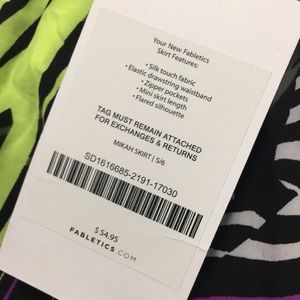 Your New Fabletics
Skirt Features:
• Silk touch fabric
• Elastic drawstring waistband
• Zipper pockets
• Mini skirt length
• Flared silhouette
TAG MUST REMAIN ATTACHED
FOR EXCHANGES & RETURNS
MIKAH SKIRT | S/6
SD1616685-2191-17030
$ 54.95
FABLETICS.COM